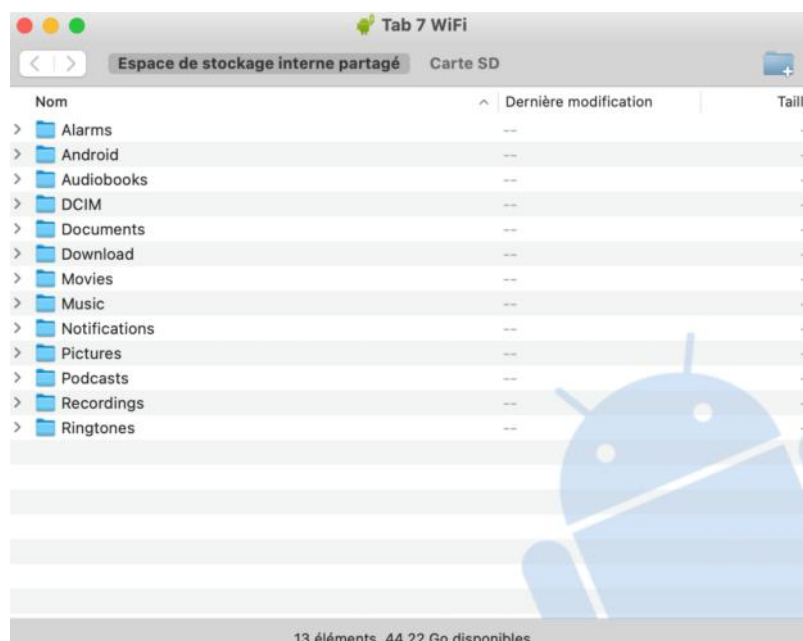 Tab 7 WiFi
Espace de stockage interne partagé Carte SD
Nom Dernière modification Taill
Alarms --
Android --
Audiobooks --
DCIM --
Documents --
Download --
Movies --
Music --
Notifications --
Pictures --
Podcasts --
Recordings --
Ringtones --
13 éléments, 44,22 Go disponibles